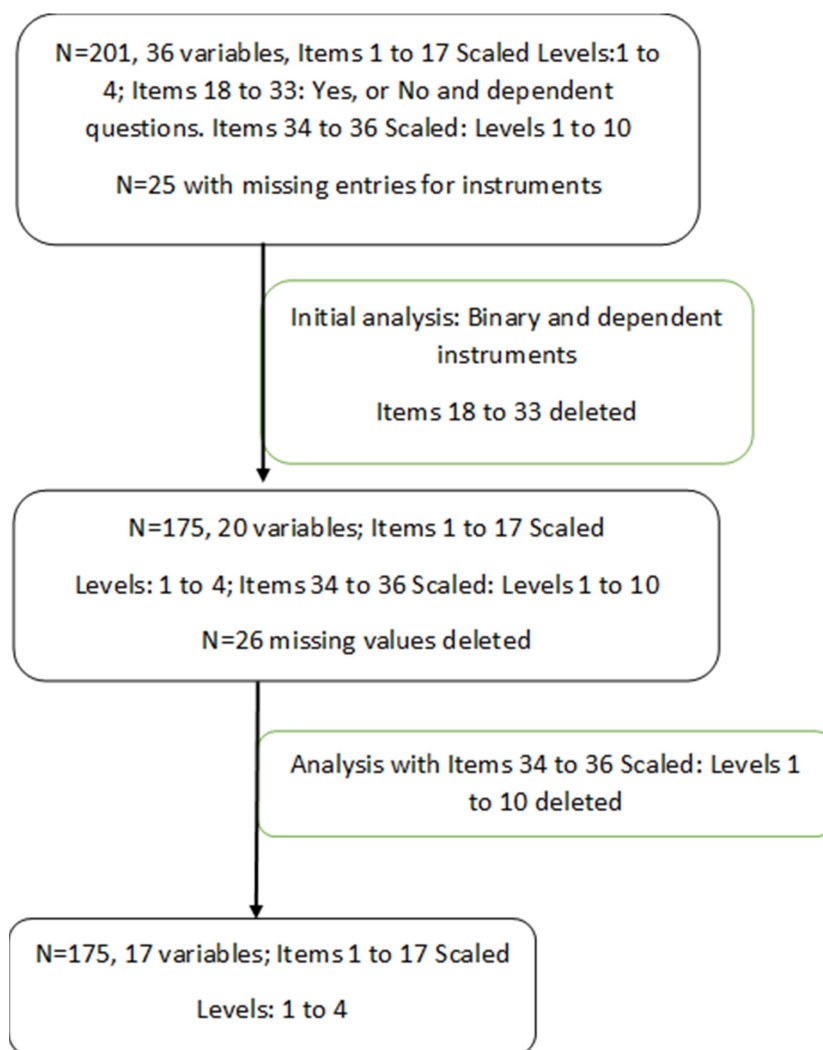 N=201, 36 variables, Items 1 to 17 Scaled Levels:1 to
4; Items 18 to 33: Yes, or No and dependent
questions. Items 34 to 36 Scaled: Levels 1 to 10
N=25 with missing entries for instruments
Initial analysis: Binary and dependent
instruments
Items 18 to 33 deleted
N=175, 20 variables; Items 1 to 17 Scaled
Levels: 1 to 4; Items 34 to 36 Scaled: Levels 1 to 10
N=26 missing values deleted
Analysis with Items 34 to 36 Scaled: Levels 1
to 10 deleted
N=175, 17 variables; Items 1 to 17 Scaled
Levels: 1 to 4